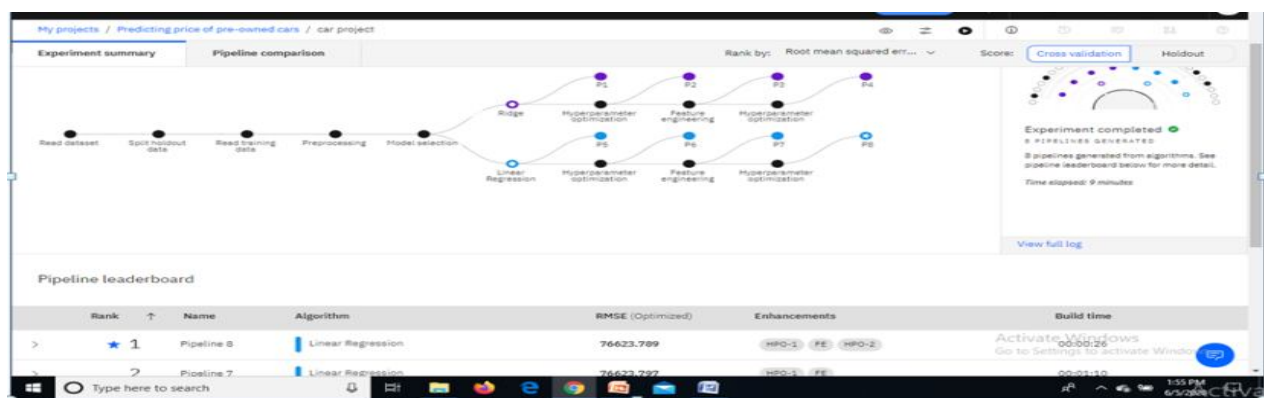 My projects / Predicting price of pre-owned cars / car project
Experiment summary Pipeline comparison Rank by: Root mean squared err... Score: Cross validation Holdout
P1 P2 P3 P4
Ridge Hyperparameter optimization Feature engineering Hyperparameter optimization
Read dataset Split holdout data Read training data Preprocessing Model selection
P5 P6 P7 P8
Linear Regression Hyperparameter optimization Feature engineering Hyperparameter optimization
Experiment completed
8 PIPELINES GENERATED
8 pipelines generated from algorithms. See
pipeline leaderboard below for more detail.
Time elapsed: 9 minutes
View full log
Pipeline leaderboard
Rank ↑ Name Algorithm RMSE (Optimized) Enhancements Build time
1 Pipeline 8 Linear Regression 76623.789 HPO-1 FE HPO-2 00:00:26
Activate Windows
Go to Settings to activate Window
2 Pipeline 7 Linear Regression 76623.797 HPO-1 FE 00:01:10
Type here to search
1:55 PM
Activa